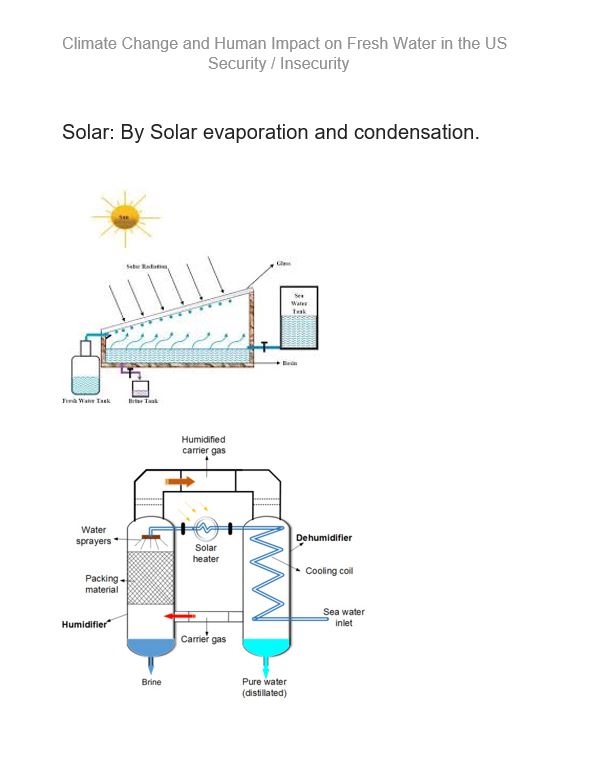 Climate Change and Human Impact on Fresh Water in the US
Security / Insecurity
Solar: By Solar evaporation and condensation.
Sun
Solar Radiation
Glass
Sea
Water
Tank
Basin
Fresh Water Tank
Brine Tank
Humidified
carrier gas
Water
sprayers
Solar
heater
Dehumidifier
Cooling coil
Packing
material
Sea water
inlet
Humidifier
Carrier gas
Brine
Pure water
(distillated)